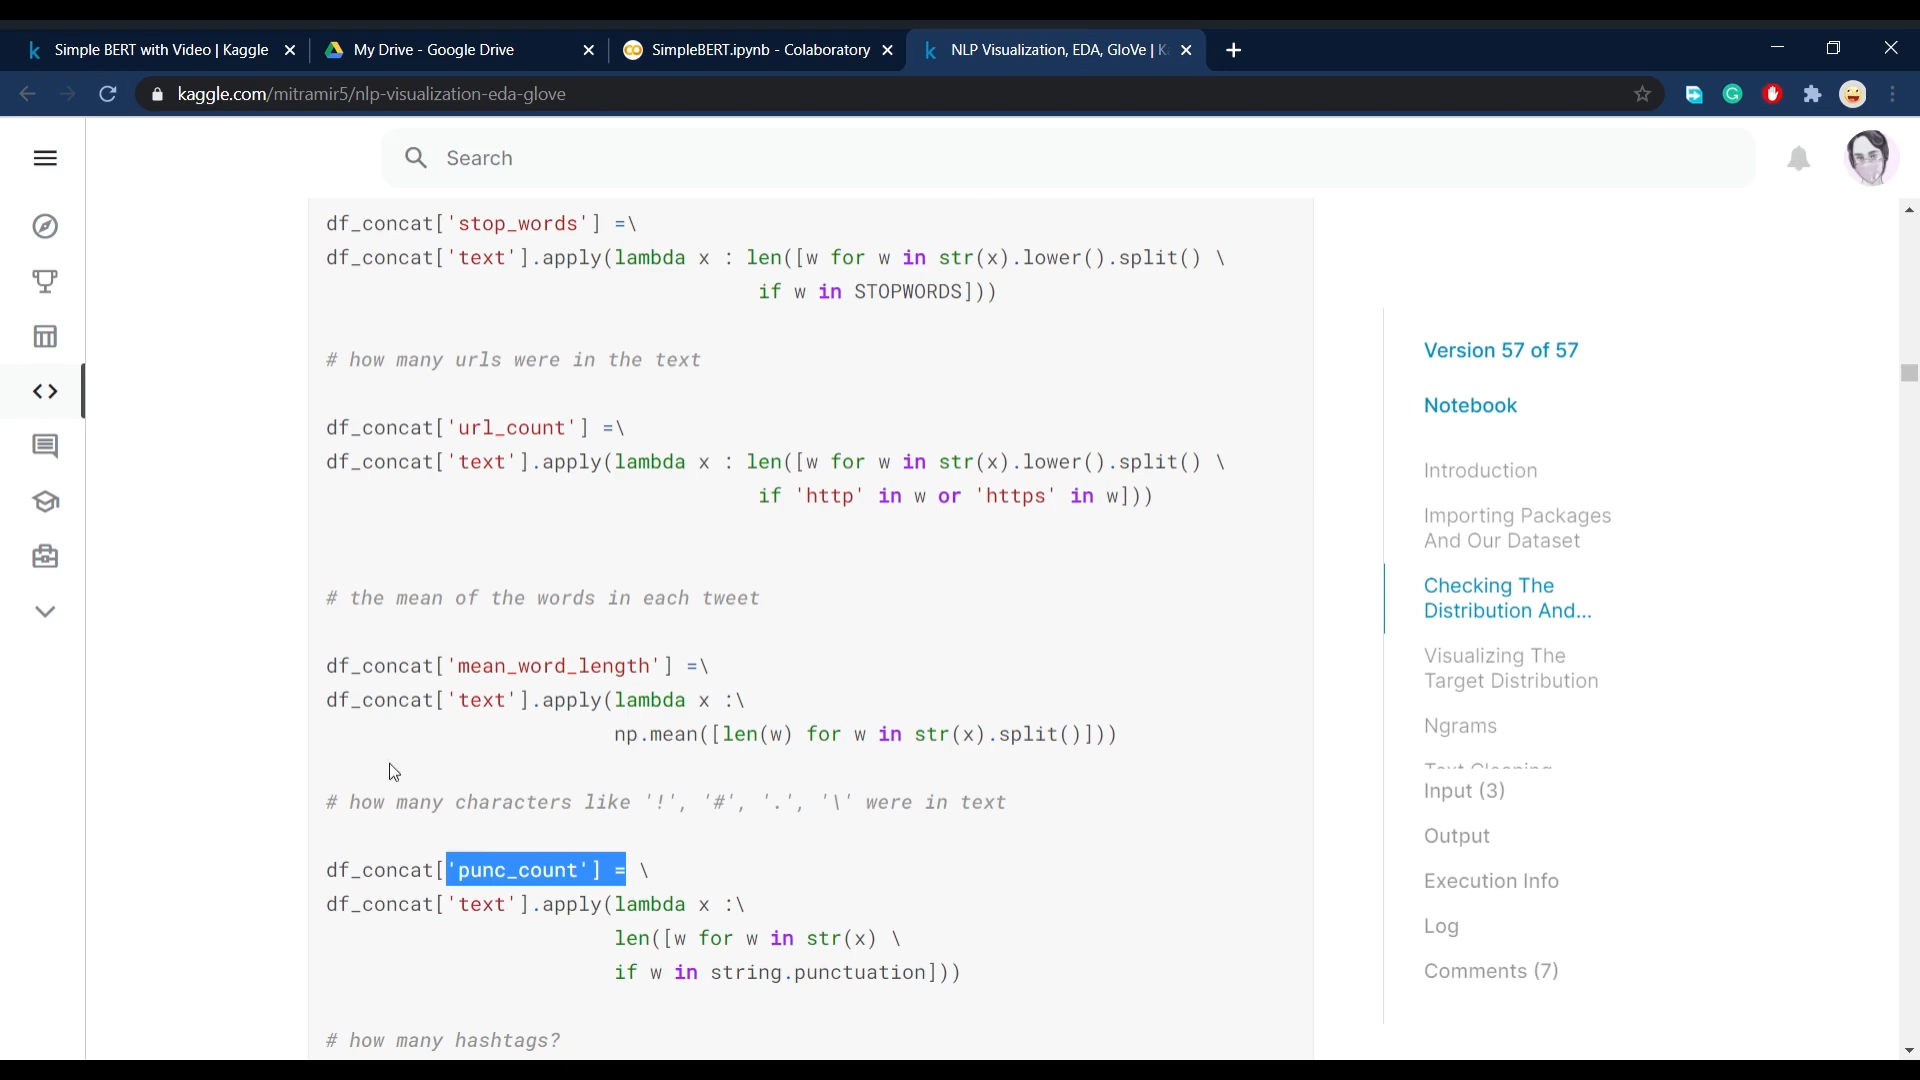 Simple BERT with Video | Kaggle
My Drive - Google Drive
SimpleBERT.ipynb - Colaboratory
NLP Visualization, EDA, GloVe |
kaggle.com/mitramir5/nlp-visualization-eda-glove
Search
df_concat['stop_words'] =\
df_concat['text'].apply(lambda x : len([w for w in str(x).lower().split() \
if w in STOPWORDS]))
# how many urls were in the text
df_concat['url_count'] =\
df_concat['text'].apply(lambda x : len([w for w in str(x).lower().split() \
if 'http' in w or 'https' in w]))
# the mean of the words in each tweet
df_concat['mean_word_length'] =\
df_concat['text'].apply(lambda x :\
np.mean([len(w) for w in str(x).split()]))
# how many characters like '!', '#', '.', '\' were in text
df_concat['punc_count'] = \
df_concat['text'].apply(lambda x :\
len([w for w in str(x) \
if w in string.punctuation]))
# how many hashtags?
Version 57 of 57
Notebook
Introduction
Importing Packages
And Our Dataset
Checking The
Distribution And...
Visualizing The
Target Distribution
Ngrams
Input (3)
Output
Execution Info
Log
Comments (7)